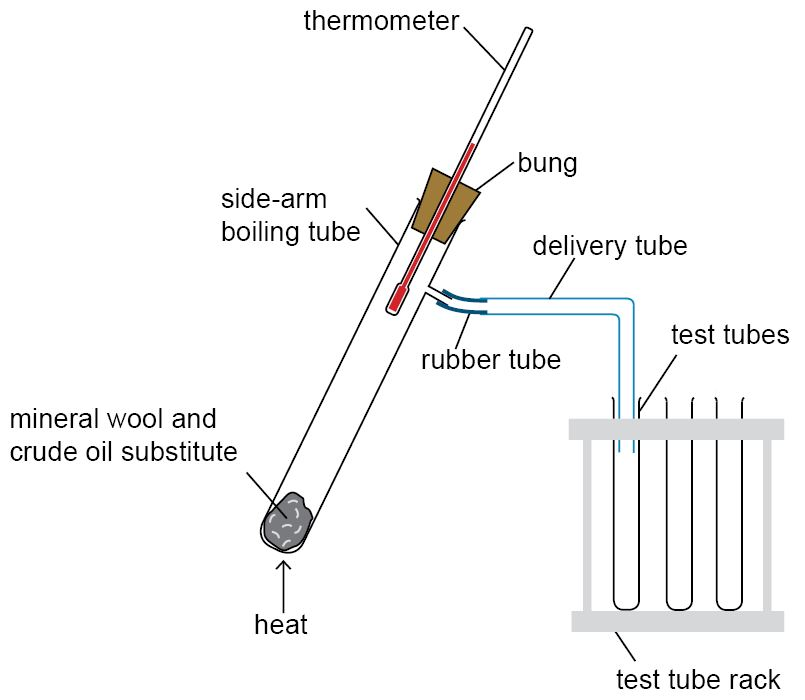 thermometer
bung
side-arm
boiling tube
delivery tube
test tubes
rubber tube
mineral wool and
crude oil substitute
heat
test tube rack